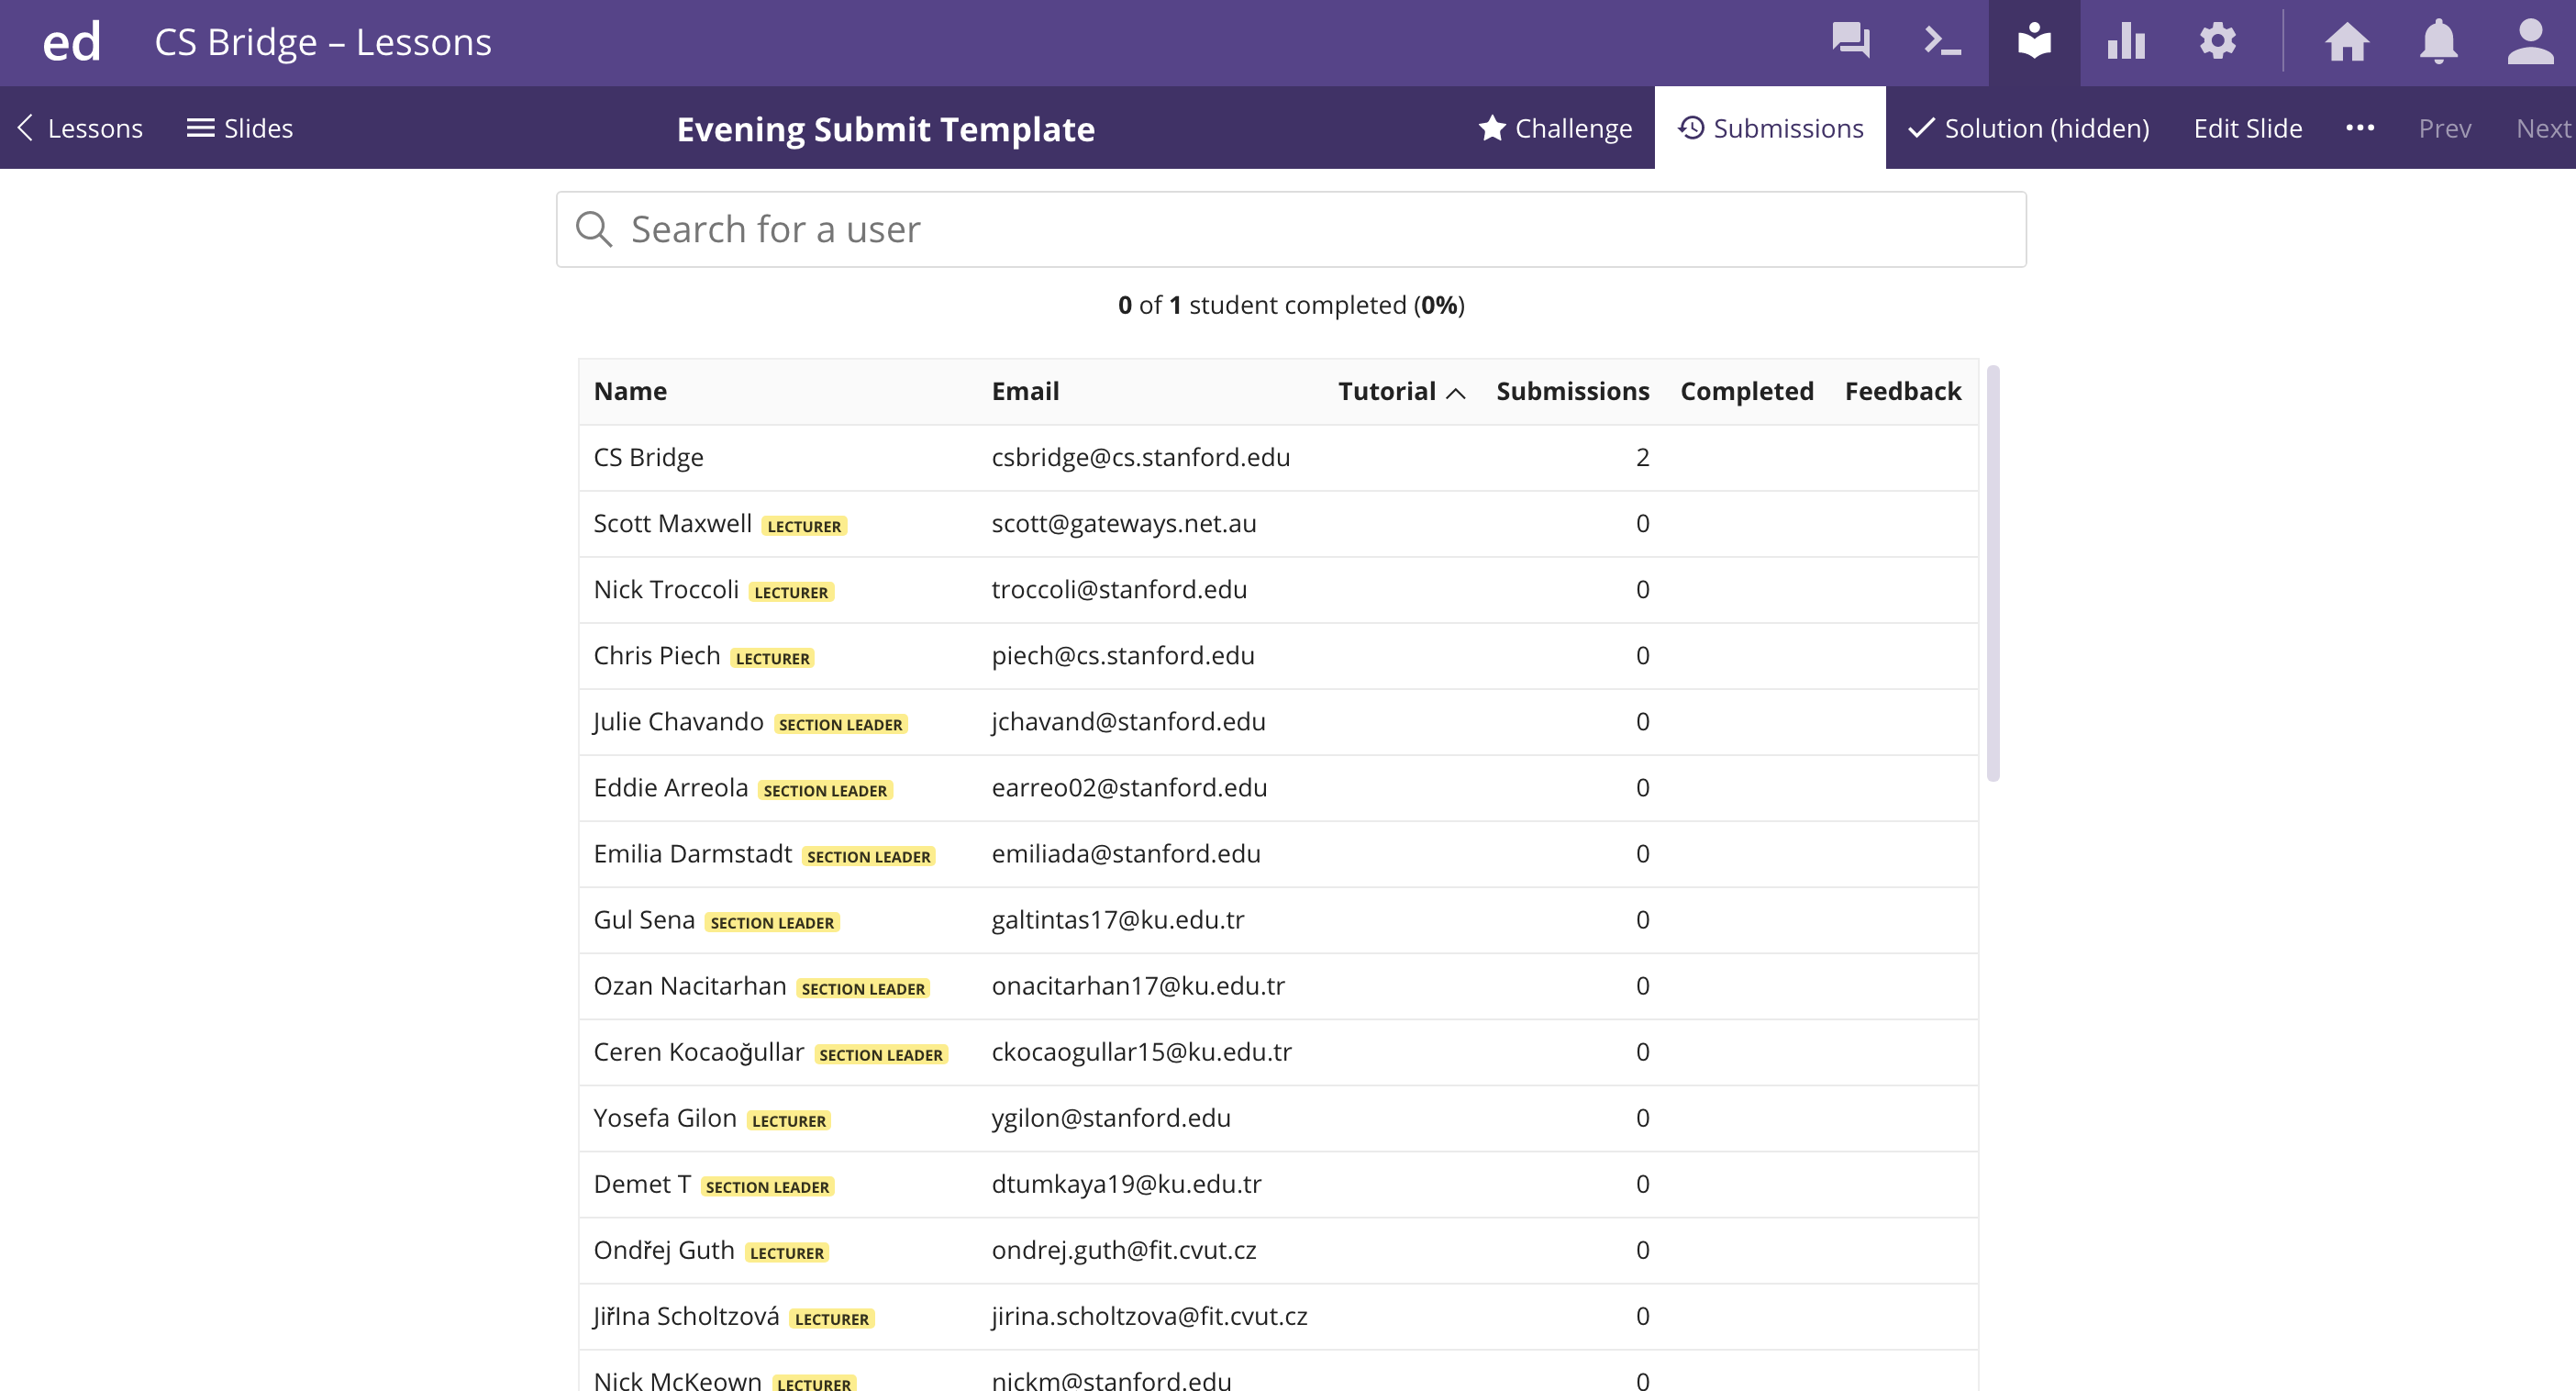 ed CS Bridge – Lessons
Lessons Slides Evening Submit Template Challenge Submissions Solution (hidden) Edit Slide ••• Prev Next
Search for a user
0 of 1 student completed (0%)
Name Email Tutorial Submissions Completed Feedback
CS Bridge csbridge@cs.stanford.edu 2
Scott Maxwell LECTURER scott@gateways.net.au 0
Nick Troccoli LECTURER troccoli@stanford.edu 0
Chris Piech LECTURER piech@cs.stanford.edu 0
Julie Chavando SECTION LEADER jchavand@stanford.edu 0
Eddie Arreola SECTION LEADER earreo02@stanford.edu 0
Emilia Darmstadt SECTION LEADER emiliada@stanford.edu 0
Gul Sena SECTION LEADER galtintas17@ku.edu.tr 0
Ozan Nacitarhan SECTION LEADER onacitarhan17@ku.edu.tr 0
Ceren Kocaoğullar SECTION LEADER ckocaogullar15@ku.edu.tr 0
Yosefa Gilon LECTURER ygilon@stanford.edu 0
Demet T SECTION LEADER dtumkaya19@ku.edu.tr 0
Ondřej Guth LECTURER ondrej.guth@fit.cvut.cz 0
JiřIna Scholtzová LECTURER jirina.scholtzova@fit.cvut.cz 0
Nick McKeown LECTURER nickm@stanford.edu 0